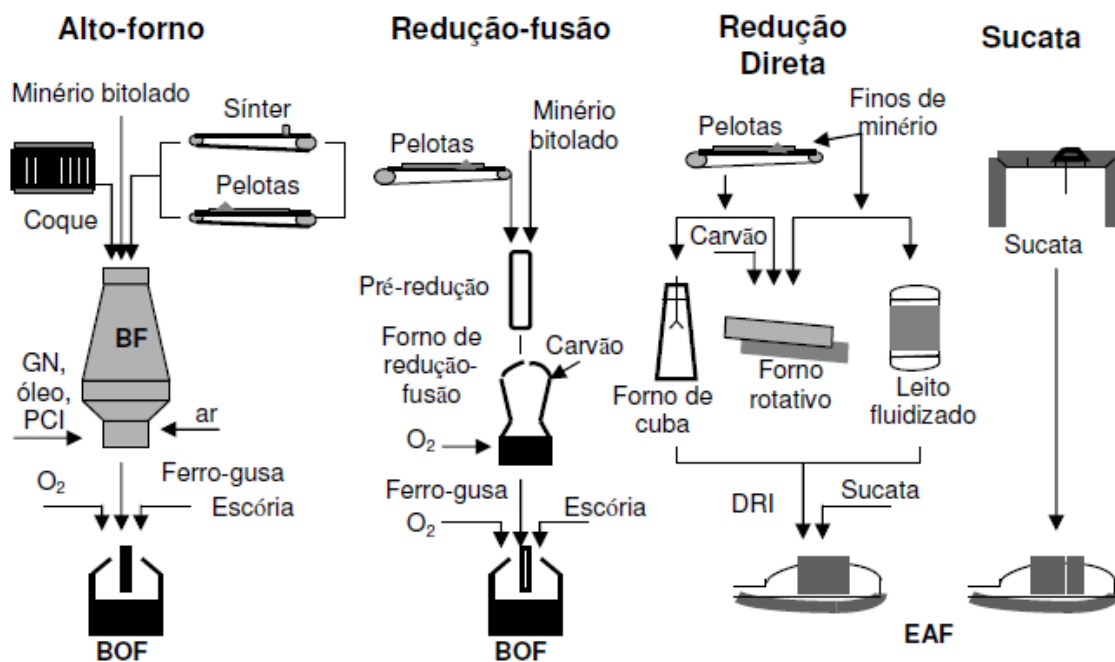 Alto-forno
Minério bitolado
Sínter
Pelotas
Coque
BF
GN,
óleo,
PCI
ar
O2
Ferro-gusa
Escória
BOF
Redução-fusão
Pelotas
Minério
bitolado
Pré-redução
Forno de
redução-
fusão
Carvão
O2
Ferro-gusa
O2
Escória
BOF
Redução
Direta
Pelotas
Finos de
minério
Carvão
Forno de
cuba
Forno
rotativo
Leito
fluidizado
DRI
Sucata
Sucata
Sucata
EAF